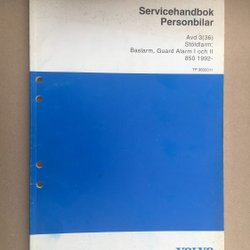 Servicehandbok
Personbilar
Avd 3(36)
Stöldlarm:
Baslarm, Guard Alarm I och II
850 1992-
VOLVO